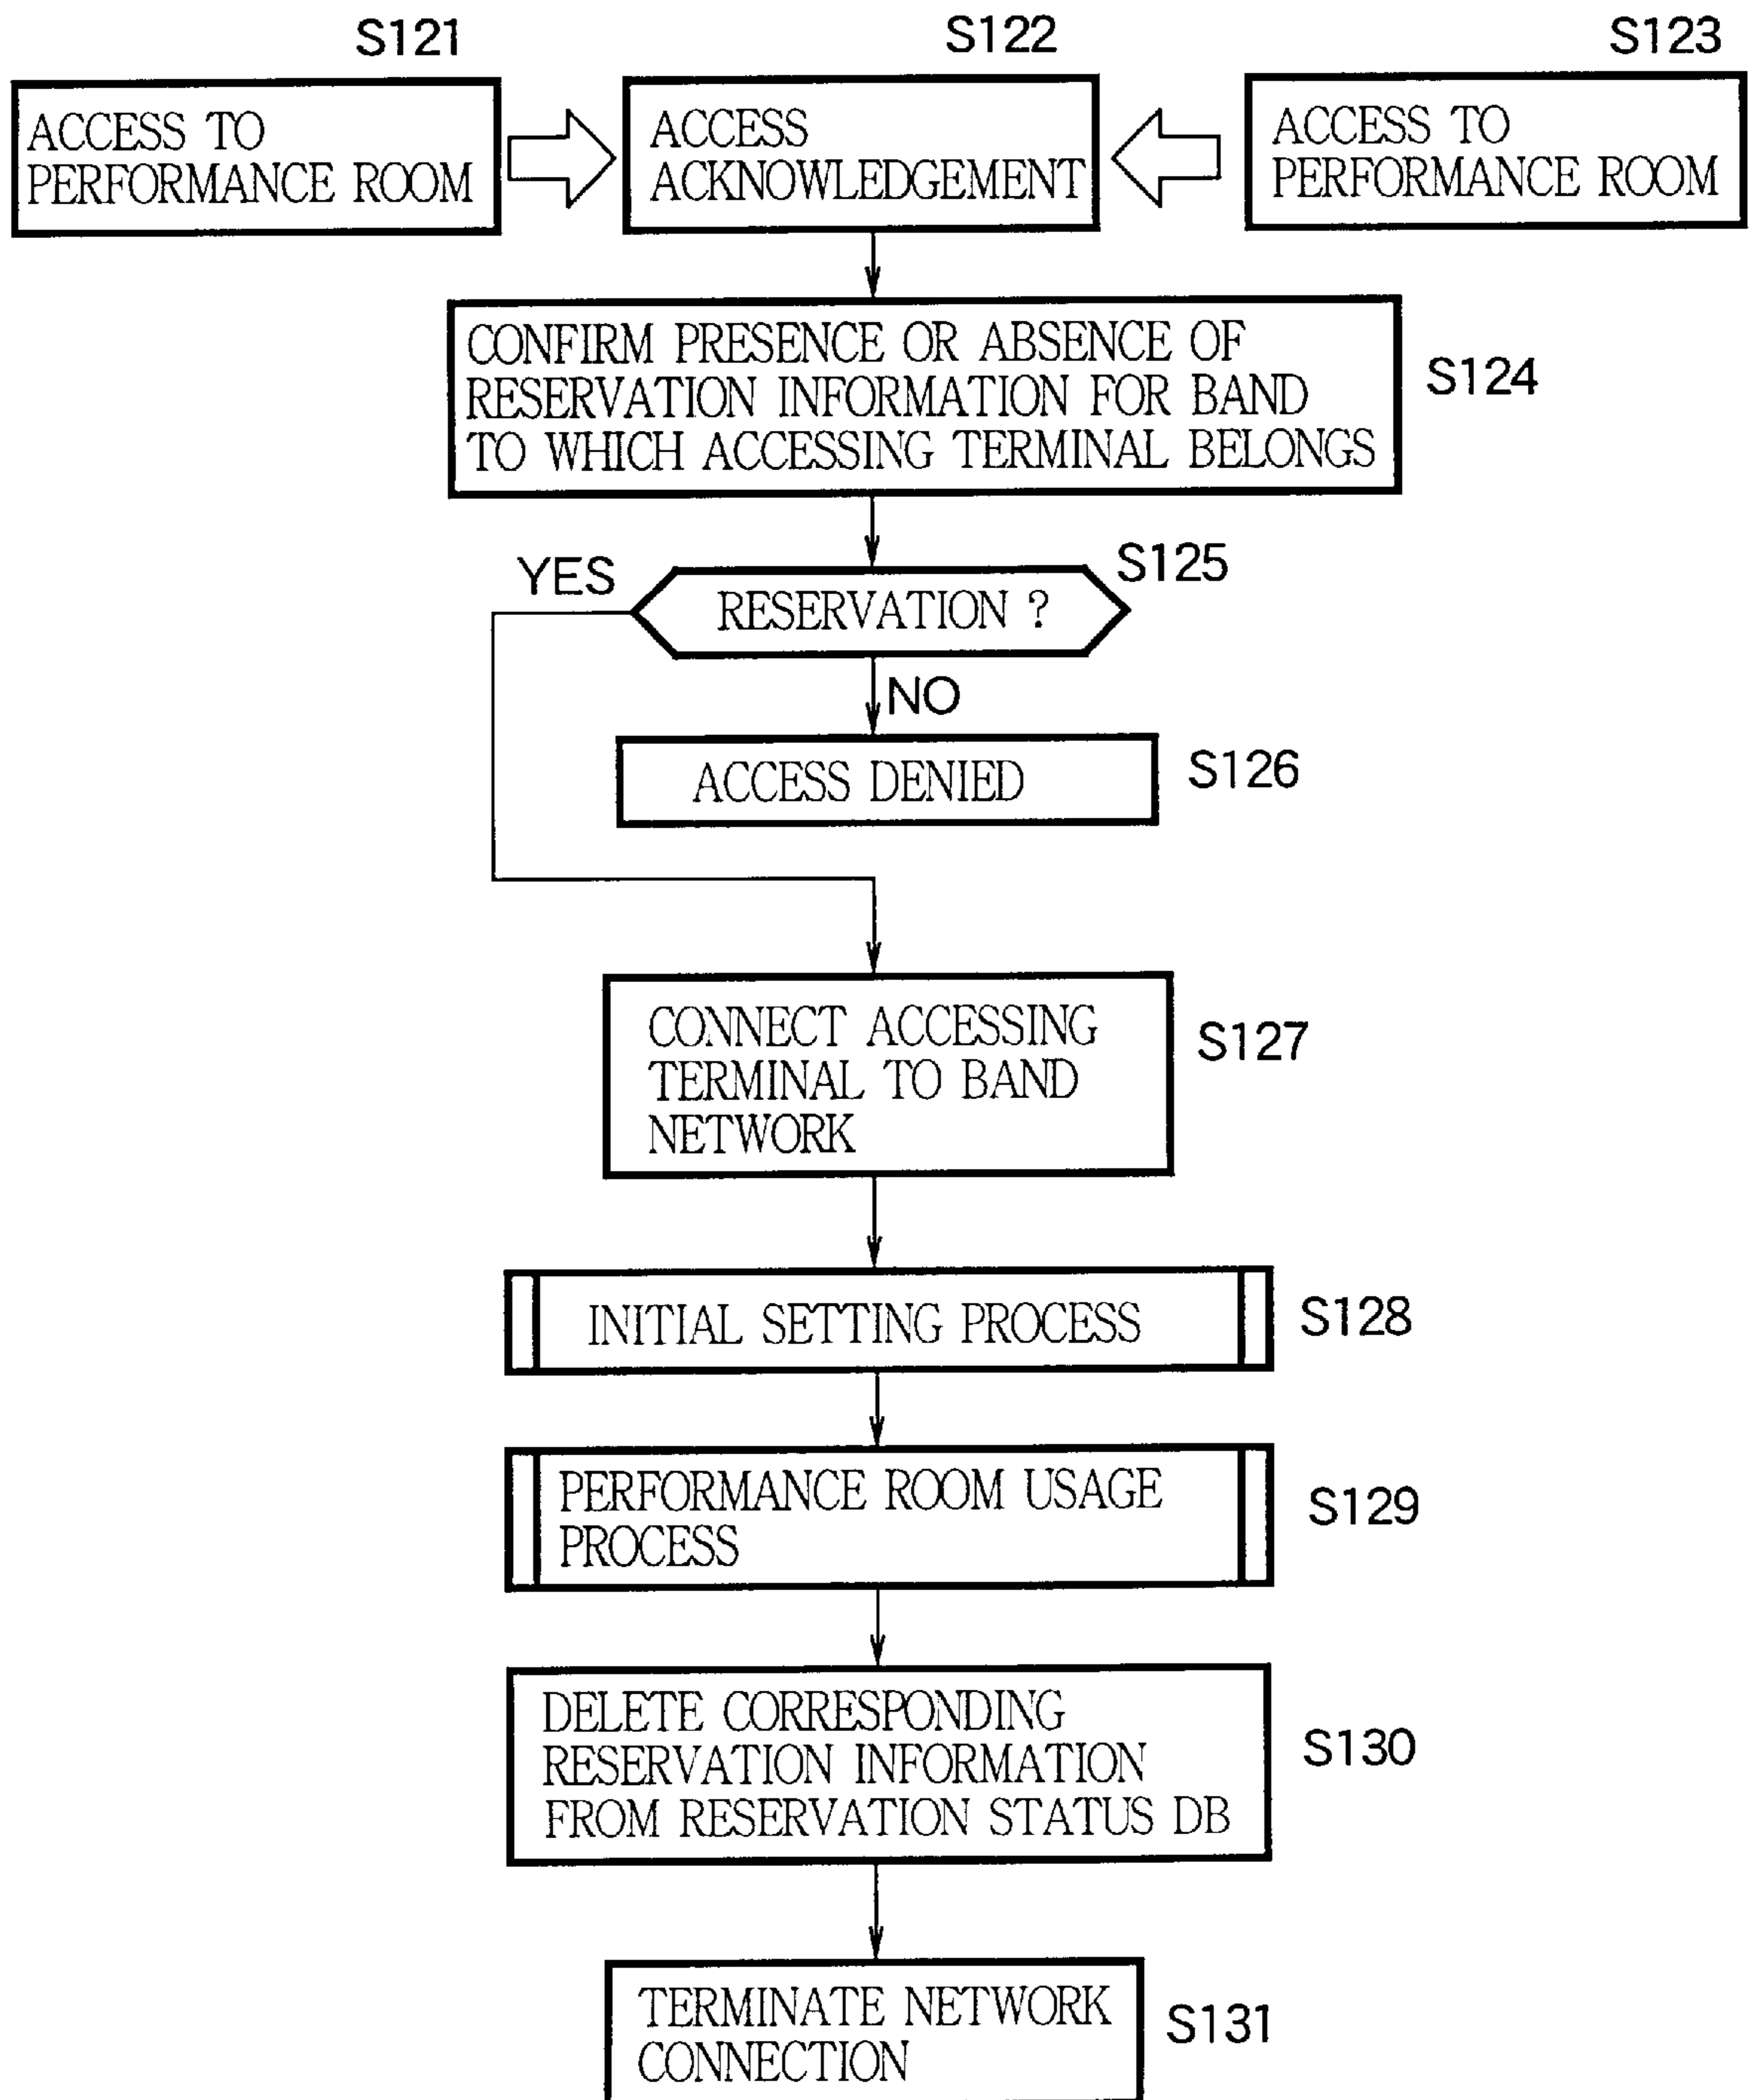 S121
S122
S123
ACCESS TO
PERFORMANCE ROOM
ACCESS
ACKNOWLEDGEMENT
ACCESS TO
PERFORMANCE ROOM
CONFIRM PRESENCE OR ABSENCE OF
RESERVATION INFORMATION FOR BAND
TO WHICH ACCESSING TERMINAL BELONGS
S124
YES
S125
RESERVATION ?
NO
ACCESS DENIED
S126
CONNECT ACCESSING
TERMINAL TO BAND
NETWORK
S127
INITIAL SETTING PROCESS
S128
PERFORMANCE ROOM USAGE
PROCESS
S129
DELETE CORRESPONDING
RESERVATION INFORMATION
FROM RESERVATION STATUS DB
S130
TERMINATE NETWORK
CONNECTION
S131